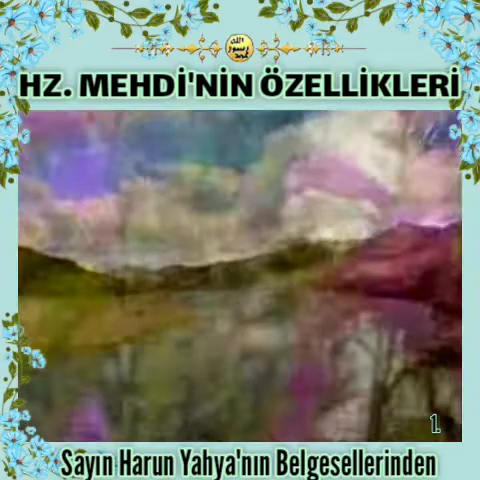 HZ. MEHDİ'NİN ÖZELLİKLERİ
1.
Sayın Harun Yahya'nın Belgesellerinden